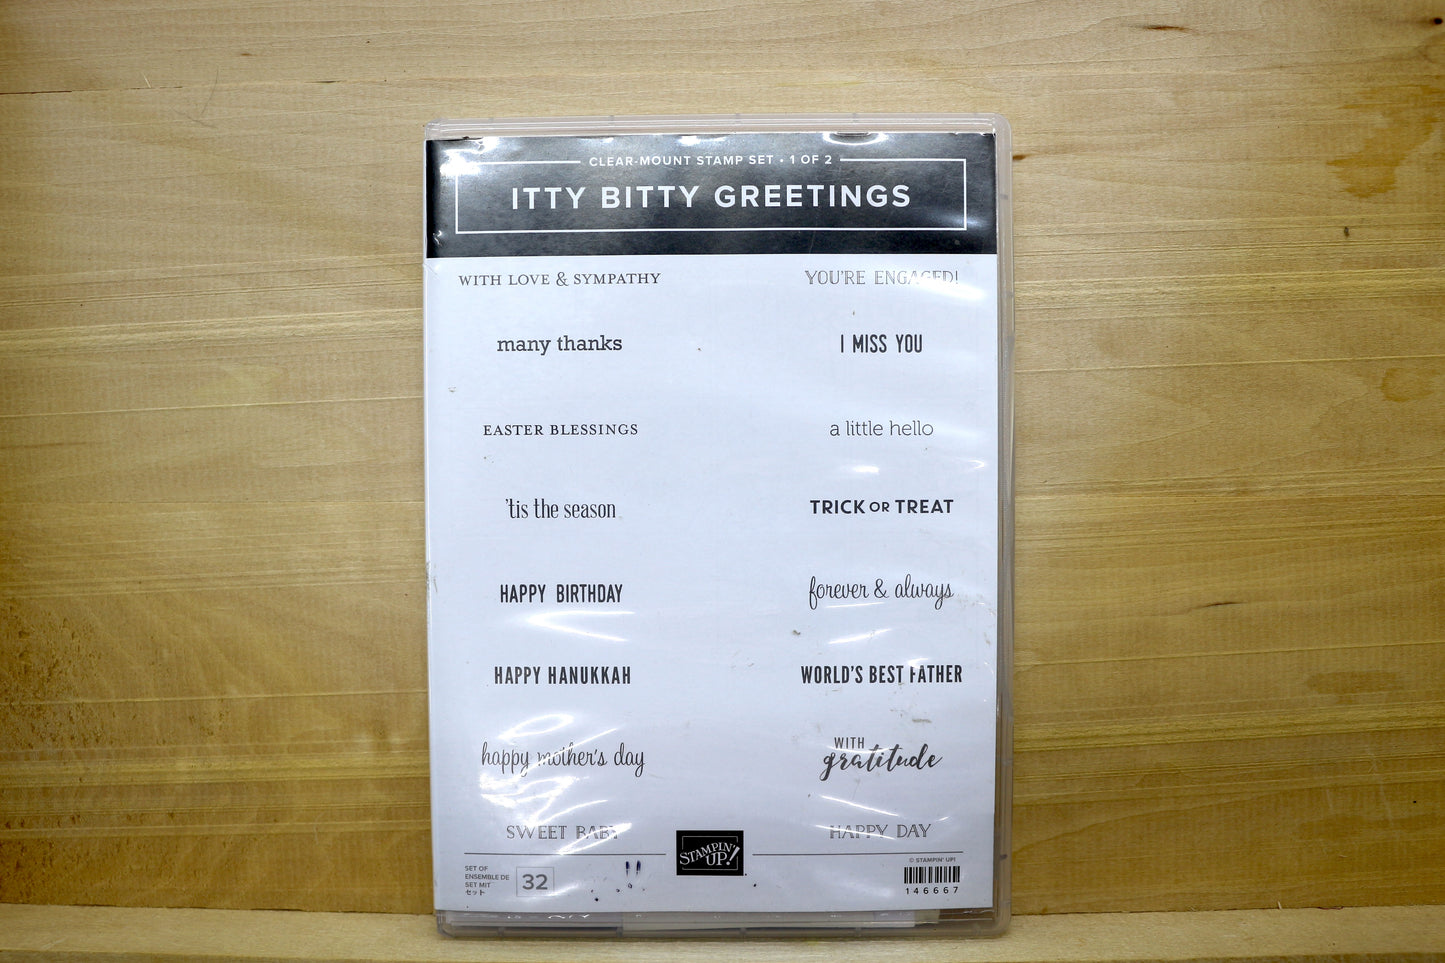 CLEAR-MOUNT STAMP SET • 1 OF 2
ITTY BITTY GREETINGS
WITH LOVE & SYMPATHY
YOU'RE ENGAGED!
many thanks
I MISS YOU
EASTER BLESSINGS
a little hello
'tis the season
TRICK OR TREAT
HAPPY BIRTHDAY
forever & always
HAPPY HANUKKAH
WORLD'S BEST FATHER
happy mother's day
WITH
gratitude
SWEET BABY
HAPPY DAY
STAMPIN'
UP!
SET OF
ENSEMBLE DE
SET MIT
セット
32
© STAMPIN' UP!
146667